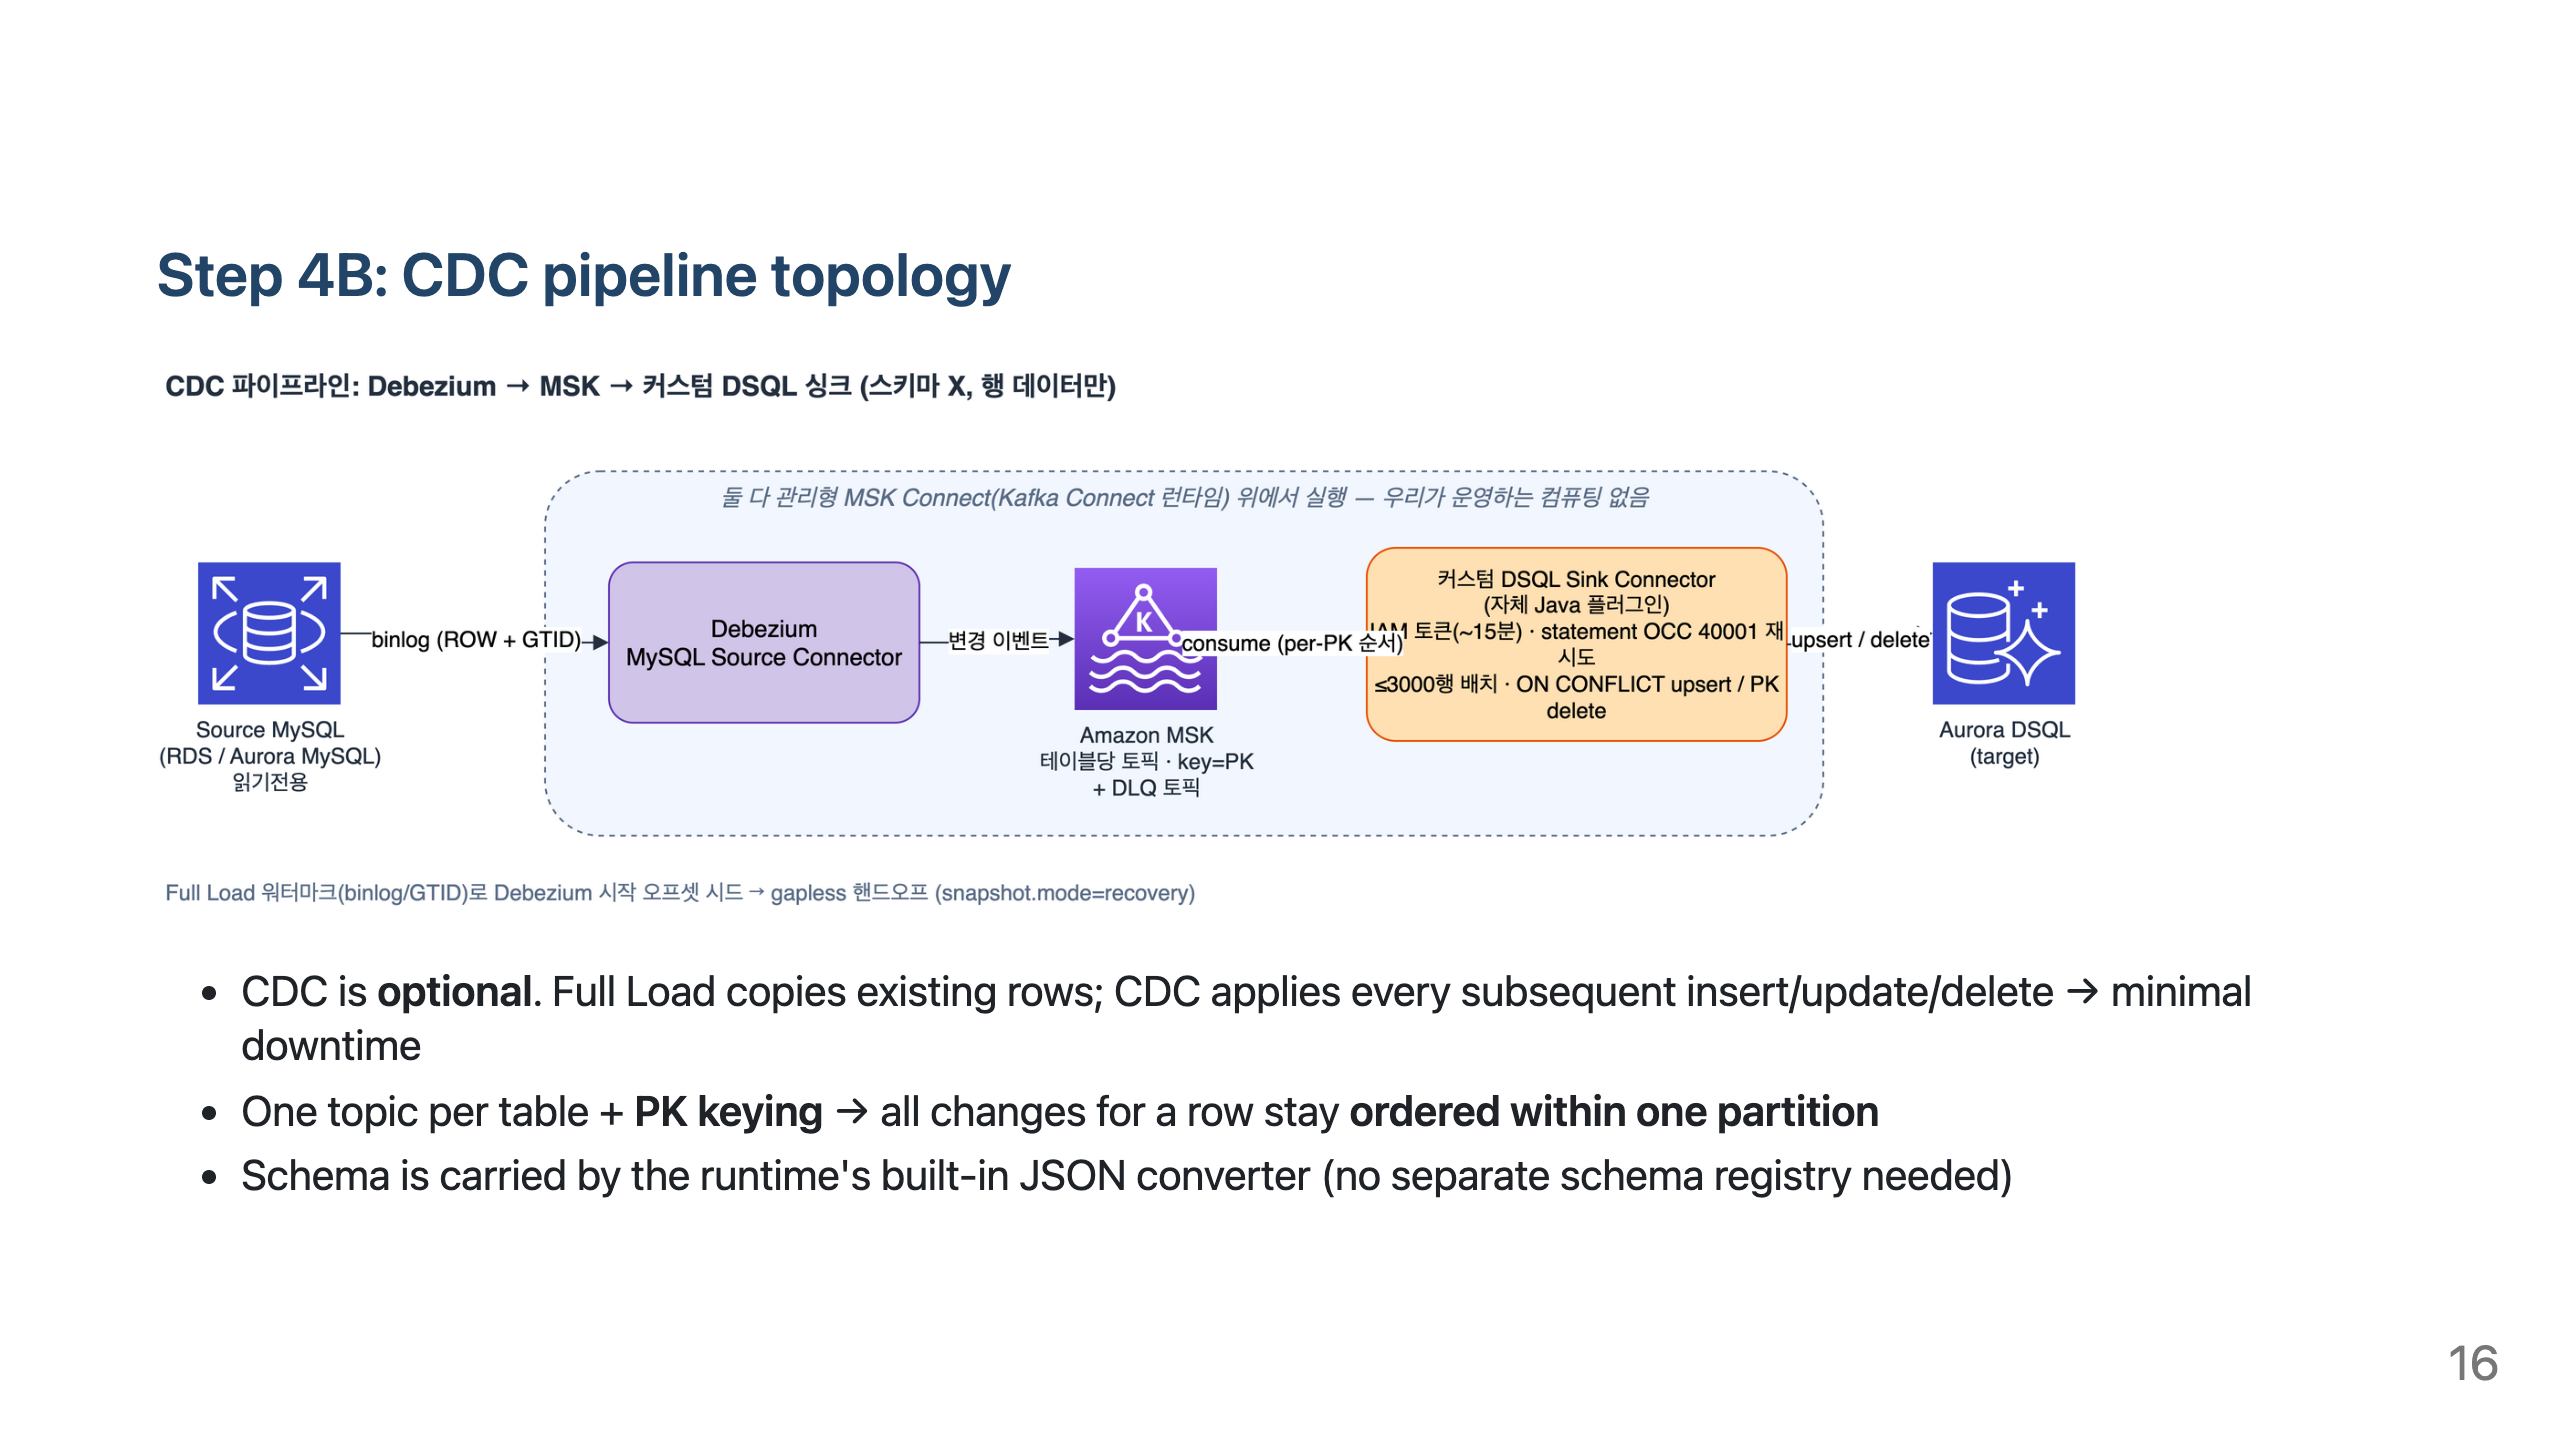 Step 4B: CDC pipeline topology
CDC 파이프라인: Debezium → MSK → 커스텀 DSQL 싱크 (스키마 X, 행 데이터만)
둘 다 관리형 MSK Connect(Kafka Connect 런타임) 위에서 실행 — 우리가 운영하는 컴퓨팅 없음
binlog (ROW + GTID)
Source MySQL
(RDS / Aurora MySQL)
읽기전용
Debezium
MySQL Source Connector
변경 이벤트
K
Amazon MSK
테이블당 토픽 · key=PK
+ DLQ 토픽
consume (per-PK 순서)
커스텀 DSQL Sink Connector
(자체 Java 플러그인)
IAM 토큰(~15분) · statement OCC 40001 재
시도
≤3000행 배치 · ON CONFLICT upsert / PK
delete
upsert / delete
Aurora DSQL
(target)
Full Load 워터마크(binlog/GTID)로 Debezium 시작 오프셋 시드 → gapless 핸드오프 (snapshot.mode=recovery)
• CDC is optional. Full Load copies existing rows; CDC applies every subsequent insert/update/delete → minimal
downtime
• One topic per table + PK keying → all changes for a row stay ordered within one partition
• Schema is carried by the runtime's built-in JSON converter (no separate schema registry needed)
16